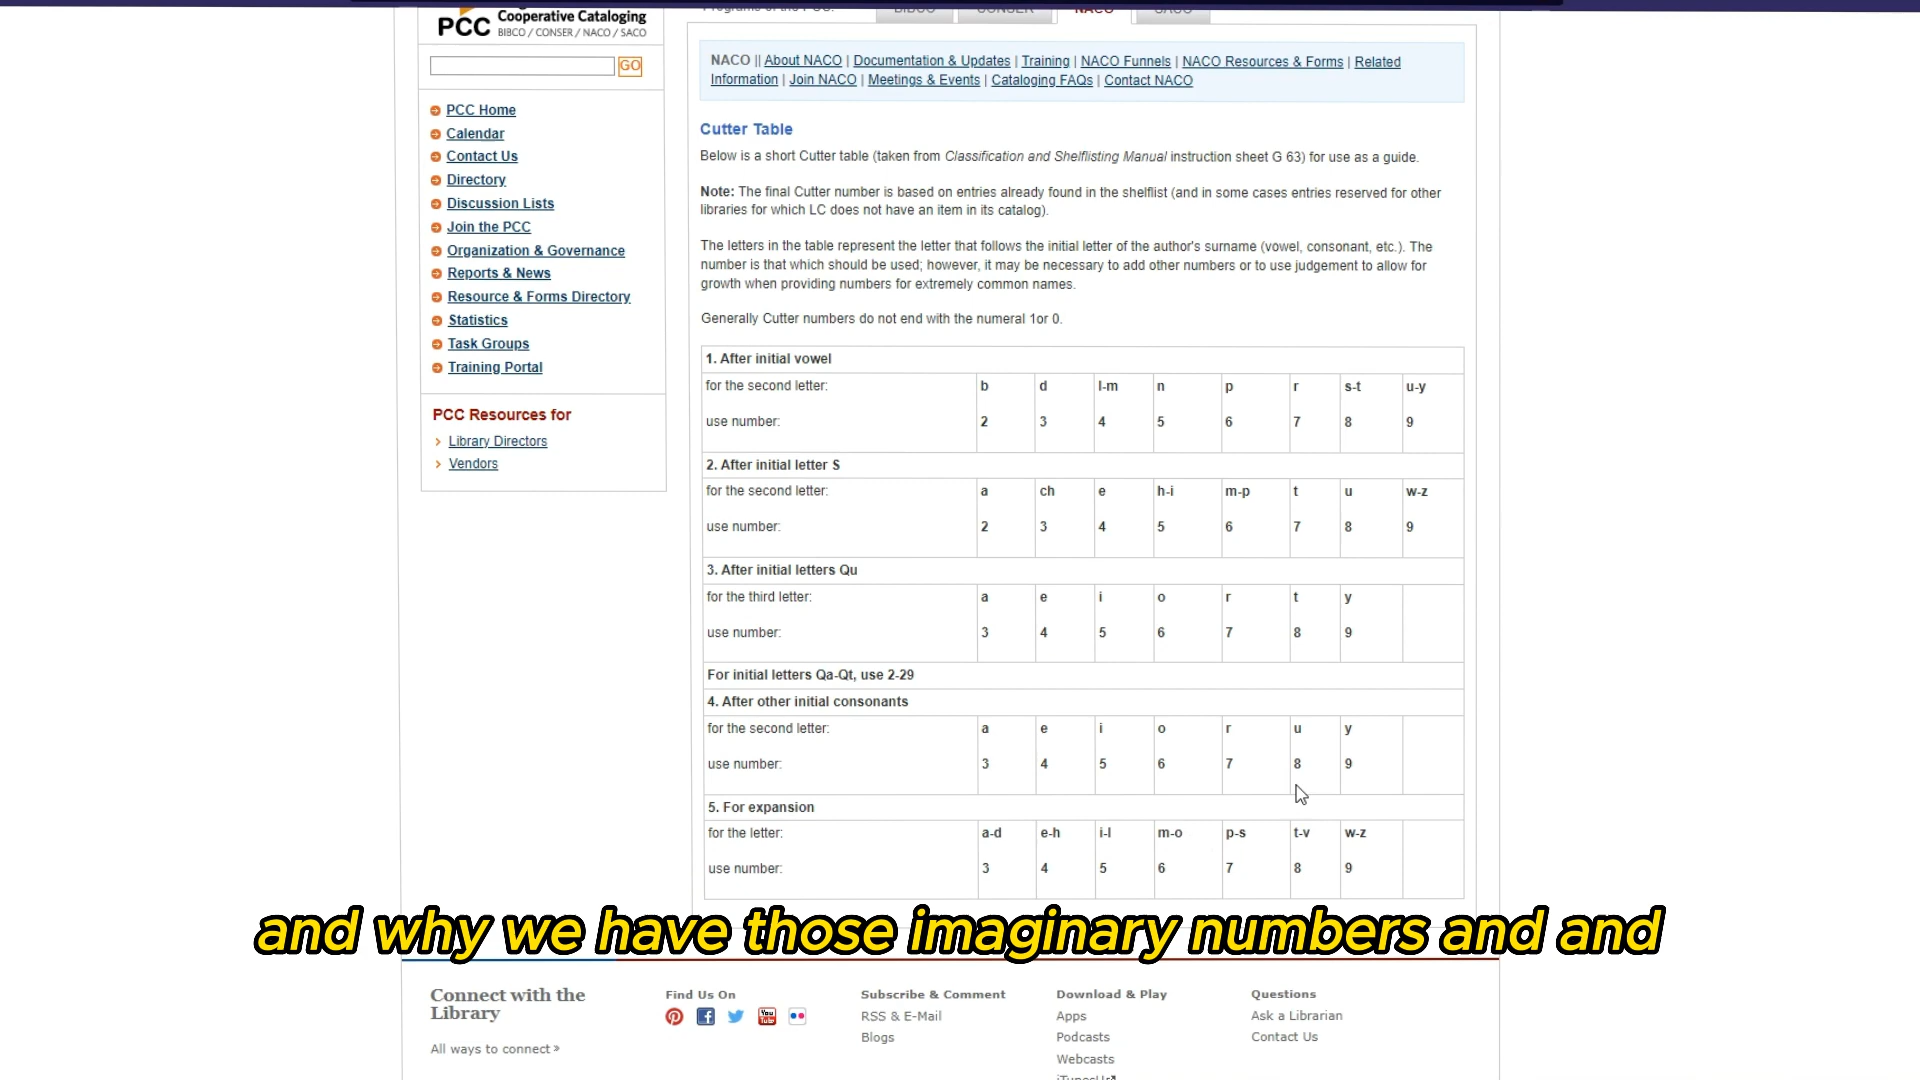 Programs of the PCC:
BIBCO
CONSER
NACO
SACO
PCC
Cooperative Cataloging
BIBCO / CONSER / NACO / SACO
GO
PCC Home
Calendar
Contact Us
Directory
Discussion Lists
Join the PCC
Organization & Governance
Reports & News
Resource & Forms Directory
Statistics
Task Groups
Training Portal
PCC Resources for
Library Directors
Vendors
NACO || About NACO | Documentation & Updates | Training | NACO Funnels | NACO Resources & Forms | Related
Information | Join NACO | Meetings & Events | Cataloging FAQs | Contact NACO
Cutter Table
Below is a short Cutter table (taken from Classification and Shelflisting Manual instruction sheet G 63) for use as a guide.
Note: The final Cutter number is based on entries already found in the shelflist (and in some cases entries reserved for other
libraries for which LC does not have an item in its catalog).
The letters in the table represent the letter that follows the initial letter of the author's surname (vowel, consonant, etc.). The
number is that which should be used; however, it may be necessary to add other numbers or to use judgement to allow for
growth when providing numbers for extremely common names.
Generally Cutter numbers do not end with the numeral 1or 0.
1. After initial vowel
for the second letter: b d l-m n p r s-t u-y
use number: 2 3 4 5 6 7 8 9
2. After initial letter S
for the second letter: a ch e h-i m-p t u w-z
use number: 2 3 4 5 6 7 8 9
3. After initial letters Qu
for the third letter: a e i o r t y
use number: 3 4 5 6 7 8 9
For initial letters Qa-Qt, use 2-29
4. After other initial consonants
for the second letter: a e i o r u y
use number: 3 4 5 6 7 8 9
5. For expansion
for the letter: a-d e-h i-l m-o p-s t-v w-z
use number: 3 4 5 6 7 8 9
and why we have those imaginary numbers and and
Connect with the
Library
All ways to connect »
Find Us On
You
Tube
Subscribe & Comment
RSS & E-Mail
Blogs
Download & Play
Apps
Podcasts
Webcasts
iTunesU
Questions
Ask a Librarian
Contact Us